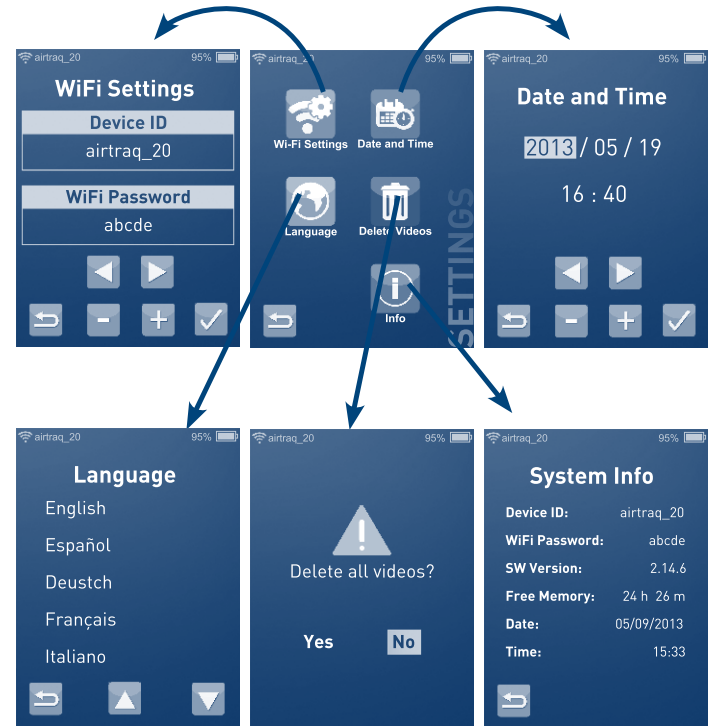 airtraq_20 95%
WiFi Settings
Device ID
airtraq_20
WiFi Password
abcde
- +
airtraq_20 95%
Wi-Fi Settings Date and Time
Language Delete Videos
Info
SETTINGS
airtraq_20 95%
Date and Time
2013 / 05 / 19
16 : 40
- +
airtraq_20 95%
Language
English
Español
Deustch
Français
Italiano
airtraq_20 95%
Delete all videos?
Yes No
airtraq_20 95%
System Info
Device ID: airtraq_20
WiFi Password: abcde
SW Version: 2.14.6
Free Memory: 24 h 26 m
Date: 05/09/2013
Time: 15:33